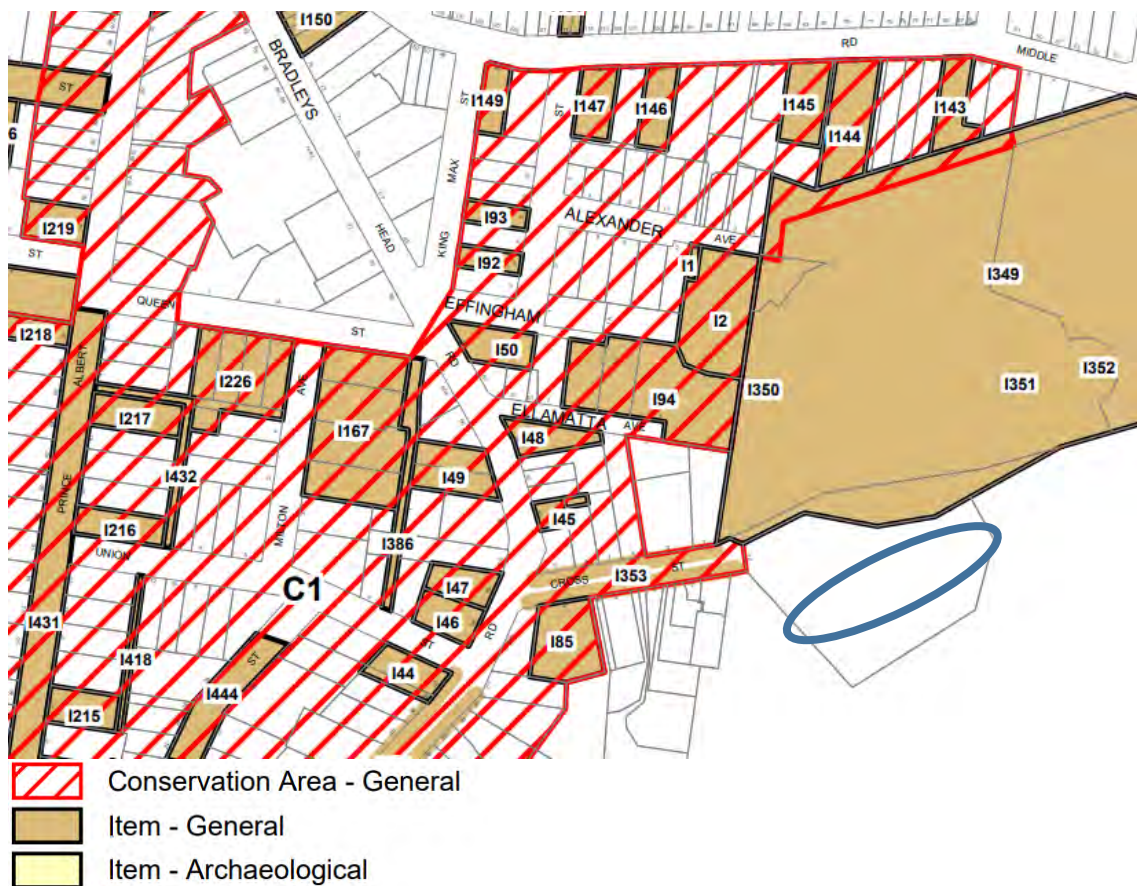 I150
BRADLEYS
HEAD
RD
MIDDLE
ST
6
I149
ST
I147
I146
I145
I144
I143
KING MAX
ST
I93
ALEXANDER
AVE
I219
ST
I92
I1
I349
QUEEN
ST
EFFINGHAM
I2
I218
ALBERT
I50
RD
I226
AVE
I350
I351
I352
I217
I167
ELLAMATTA
AVE
I94
I48
I432
I49
PRINCE
I216
MILTON
I45
UNION
I386
C1
I47
CROSS
I353
ST
I46
RD
I431
I85
I418
ST
I44
ST
I444
I215
Conservation Area - General
Item - General
Item - Archaeological